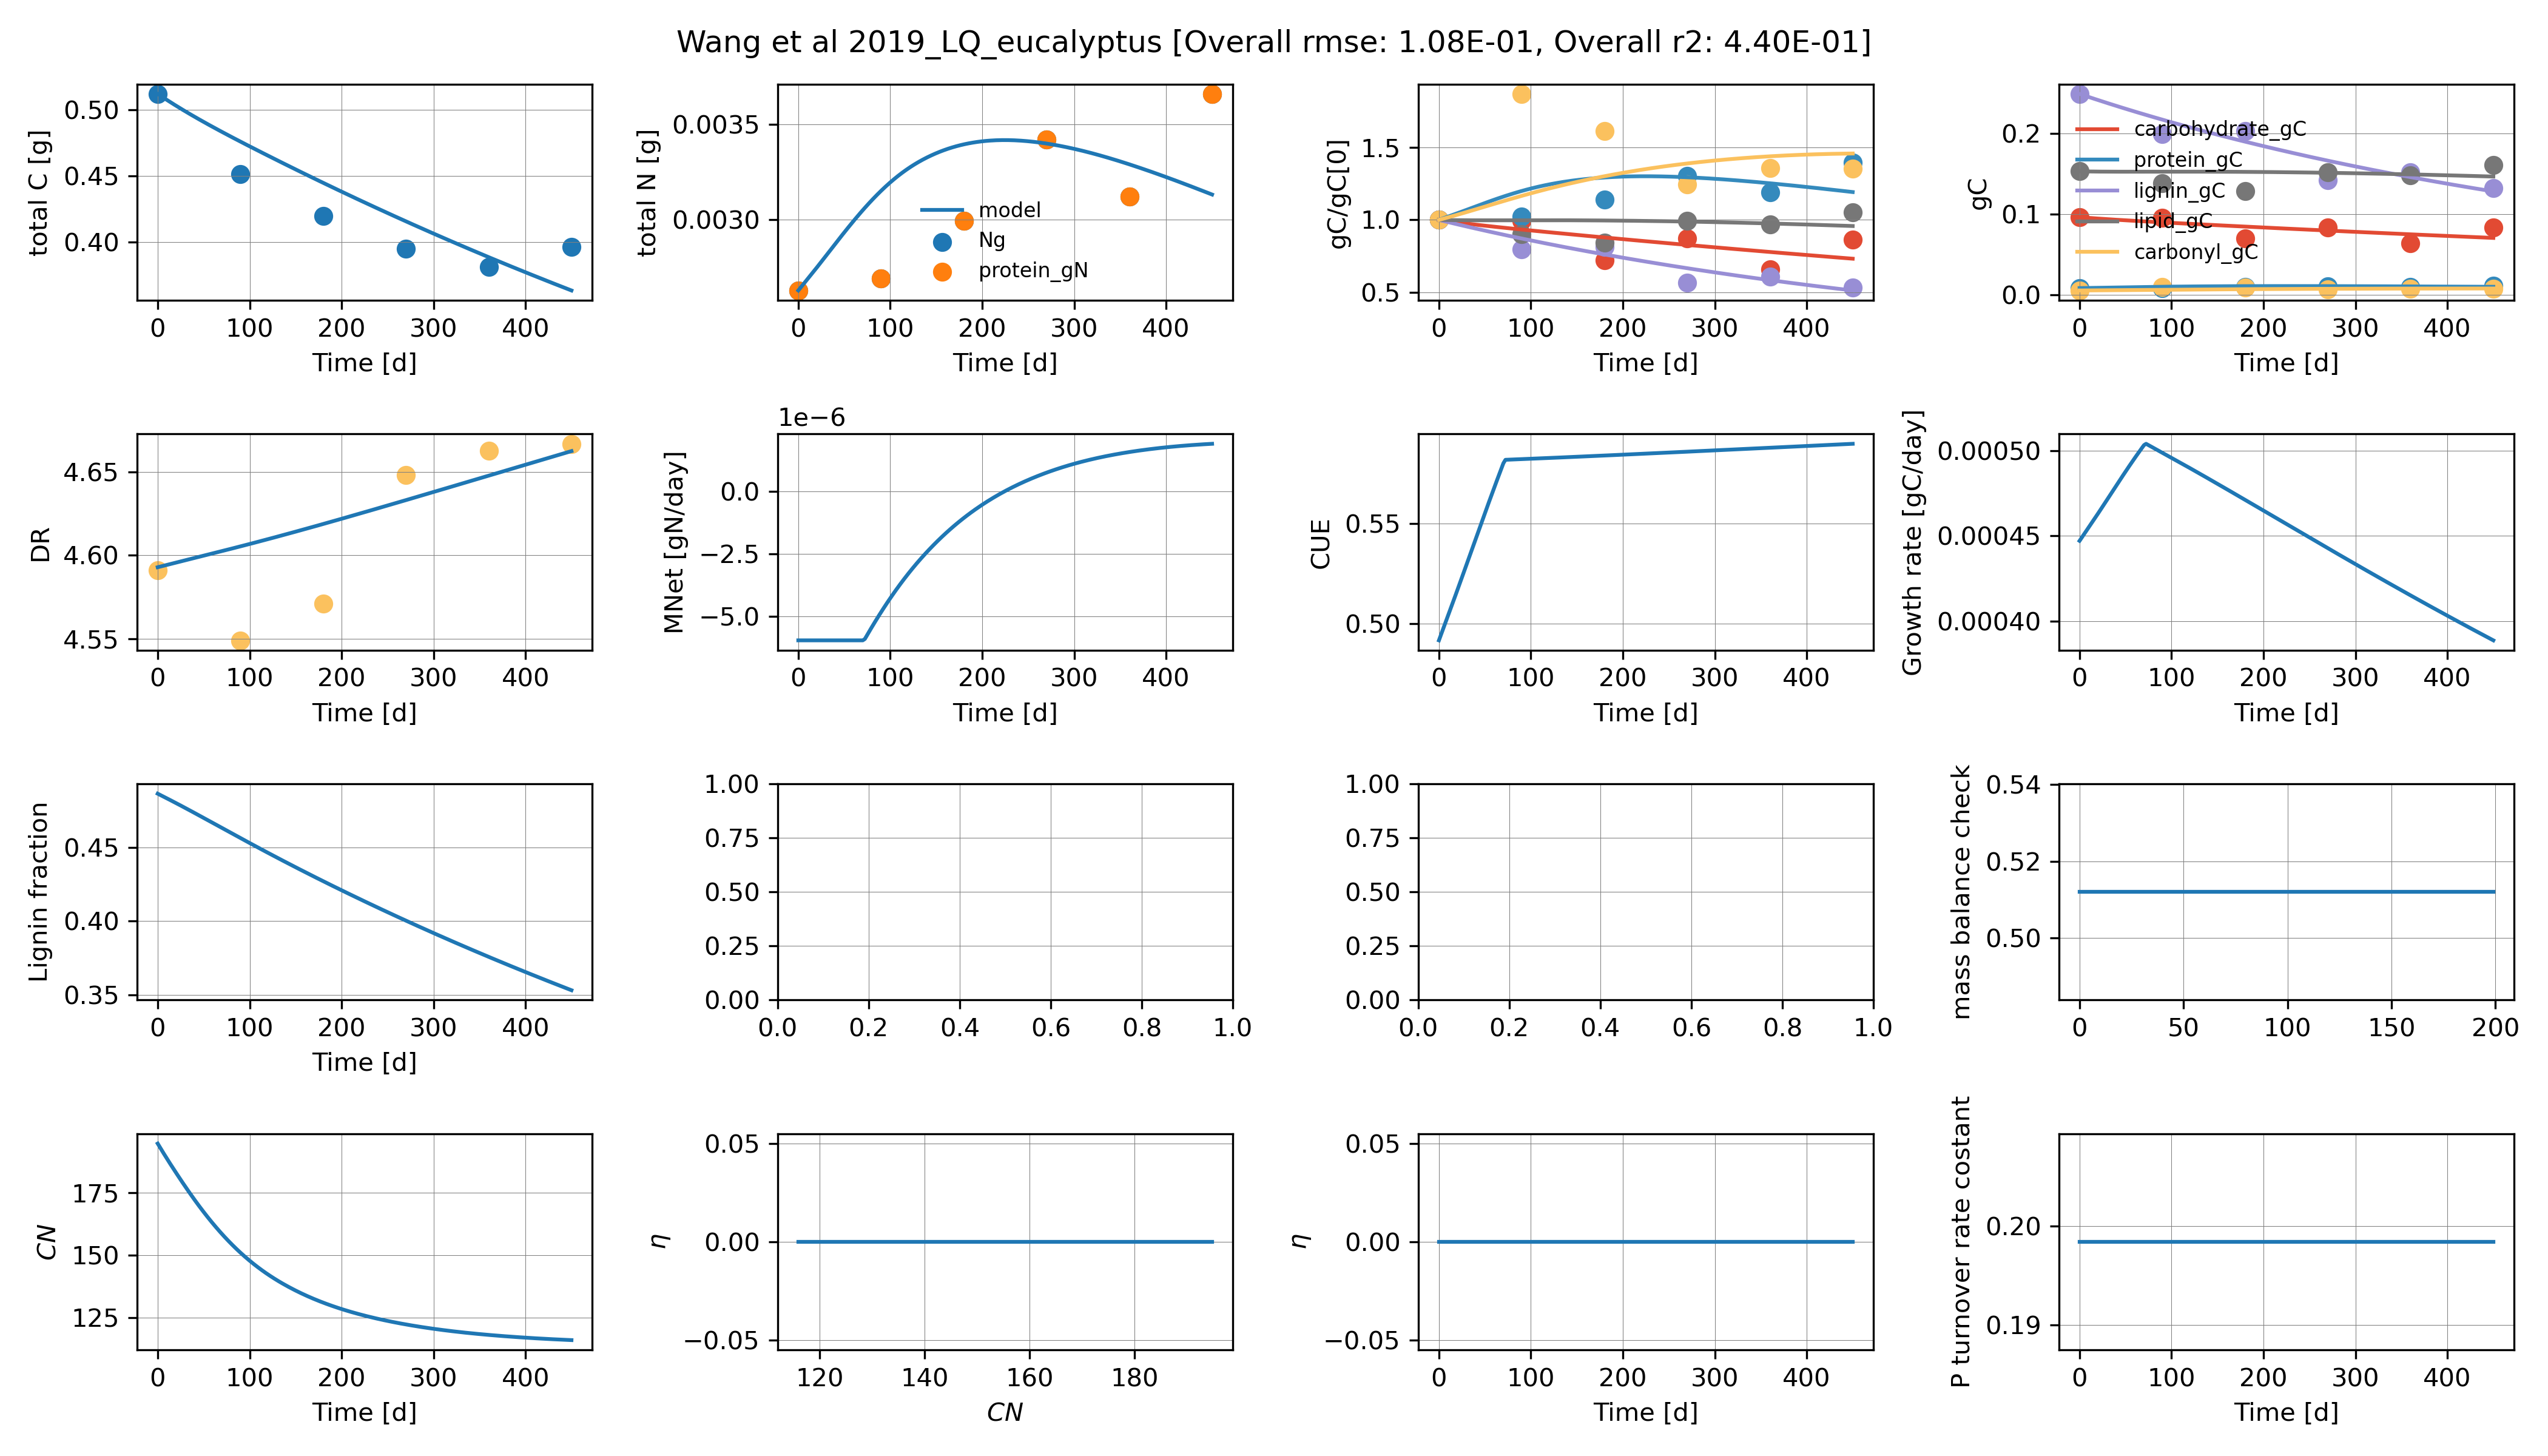 Wang et al 2019_LQ_eucalyptus [Overall rmse: 1.08E-01, Overall r2: 4.40E-01]
total C [g]
0.50
0.45
0.40
0 100 200 300 400
Time [d]
total N [g]
0.0035
0.0030
model
Ng
protein_gN
0 100 200 300 400
Time [d]
gC/gC[0]
1.5
1.0
0.5
0 100 200 300 400
Time [d]
gC
0.2
0.1
0.0
carbohydrate_gC
protein_gC
lignin_gC
lipid_gC
carbonyl_gC
0 100 200 300 400
Time [d]
DR
4.65
4.60
4.55
0 100 200 300 400
Time [d]
1e−6
MNet [gN/day]
0.0
−2.5
−5.0
0 100 200 300 400
Time [d]
CUE
0.55
0.50
0 100 200 300 400
Time [d]
Growth rate [gC/day]
0.00050
0.00045
0.00040
0 100 200 300 400
Time [d]
Lignin fraction
0.45
0.40
0.35
0 100 200 300 400
Time [d]
1.00
0.75
0.50
0.25
0.00
0.0 0.2 0.4 0.6 0.8 1.0
1.00
0.75
0.50
0.25
0.00
0.0 0.2 0.4 0.6 0.8 1.0
mass balance check
0.54
0.52
0.50
0 50 100 150 200
CN
175
150
125
0 100 200 300 400
Time [d]
η
0.05
0.00
−0.05
120 140 160 180
CN
η
0.05
0.00
−0.05
0 100 200 300 400
Time [d]
P turnover rate costant
0.20
0.19
0 100 200 300 400
Time [d]